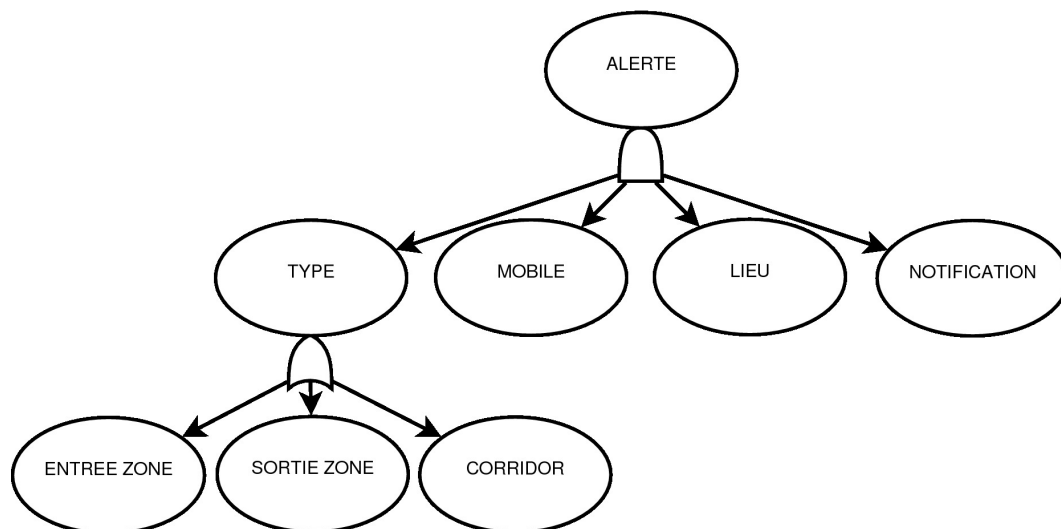 ALERTE
TYPE
MOBILE
LIEU
NOTIFICATION
ENTREE ZONE
SORTIE ZONE
CORRIDOR